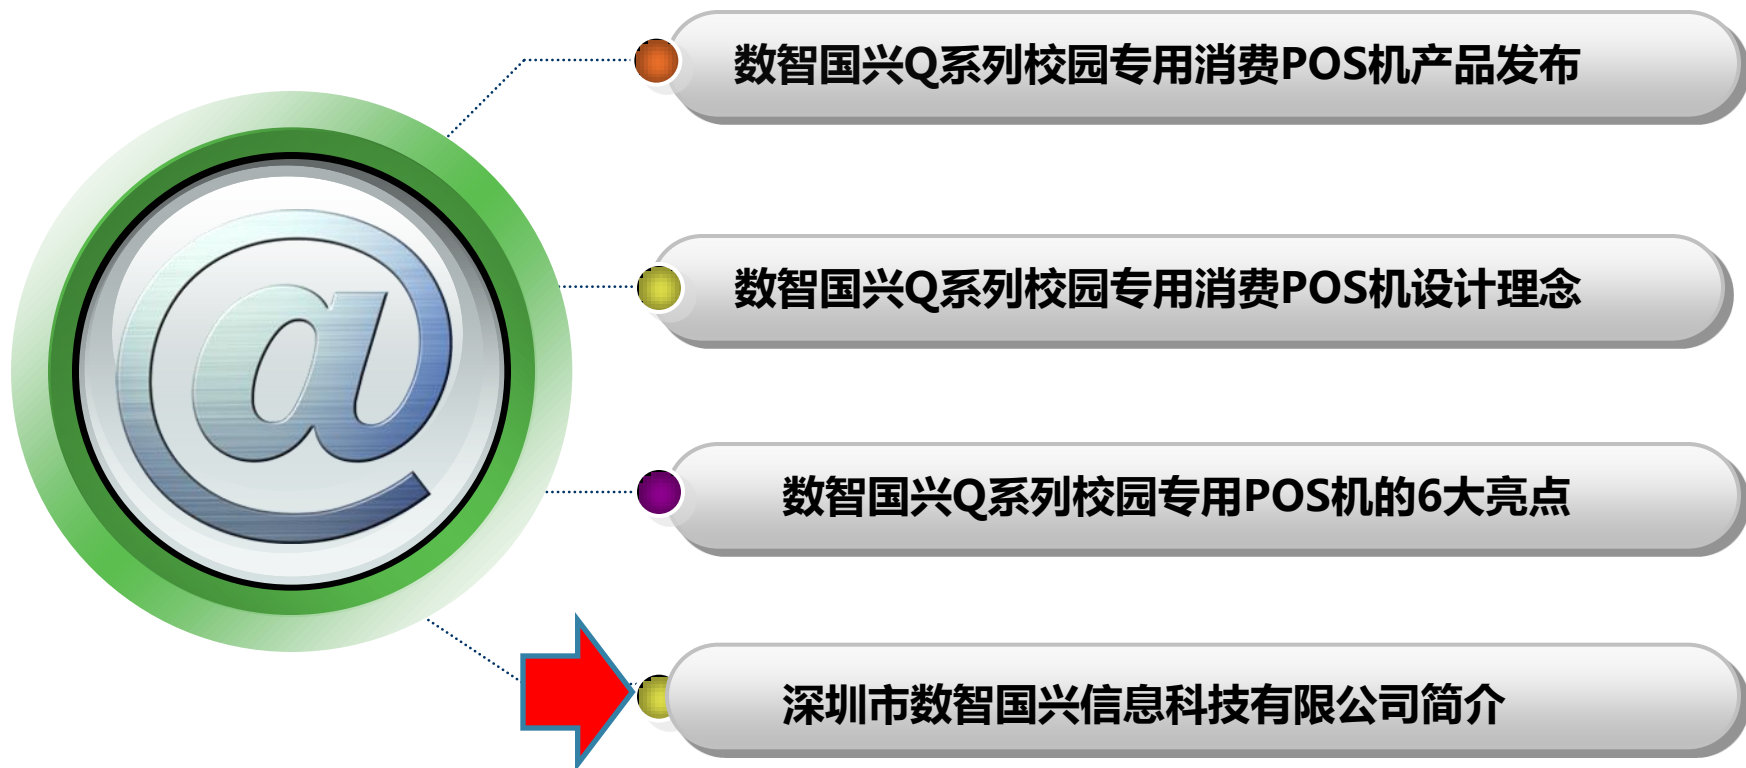 @
数智国兴Q系列校园专用消费POS机产品发布
数智国兴Q系列校园专用消费POS机设计理念
数智国兴Q系列校园专用POS机的6大亮点
深圳市数智国兴信息科技有限公司简介